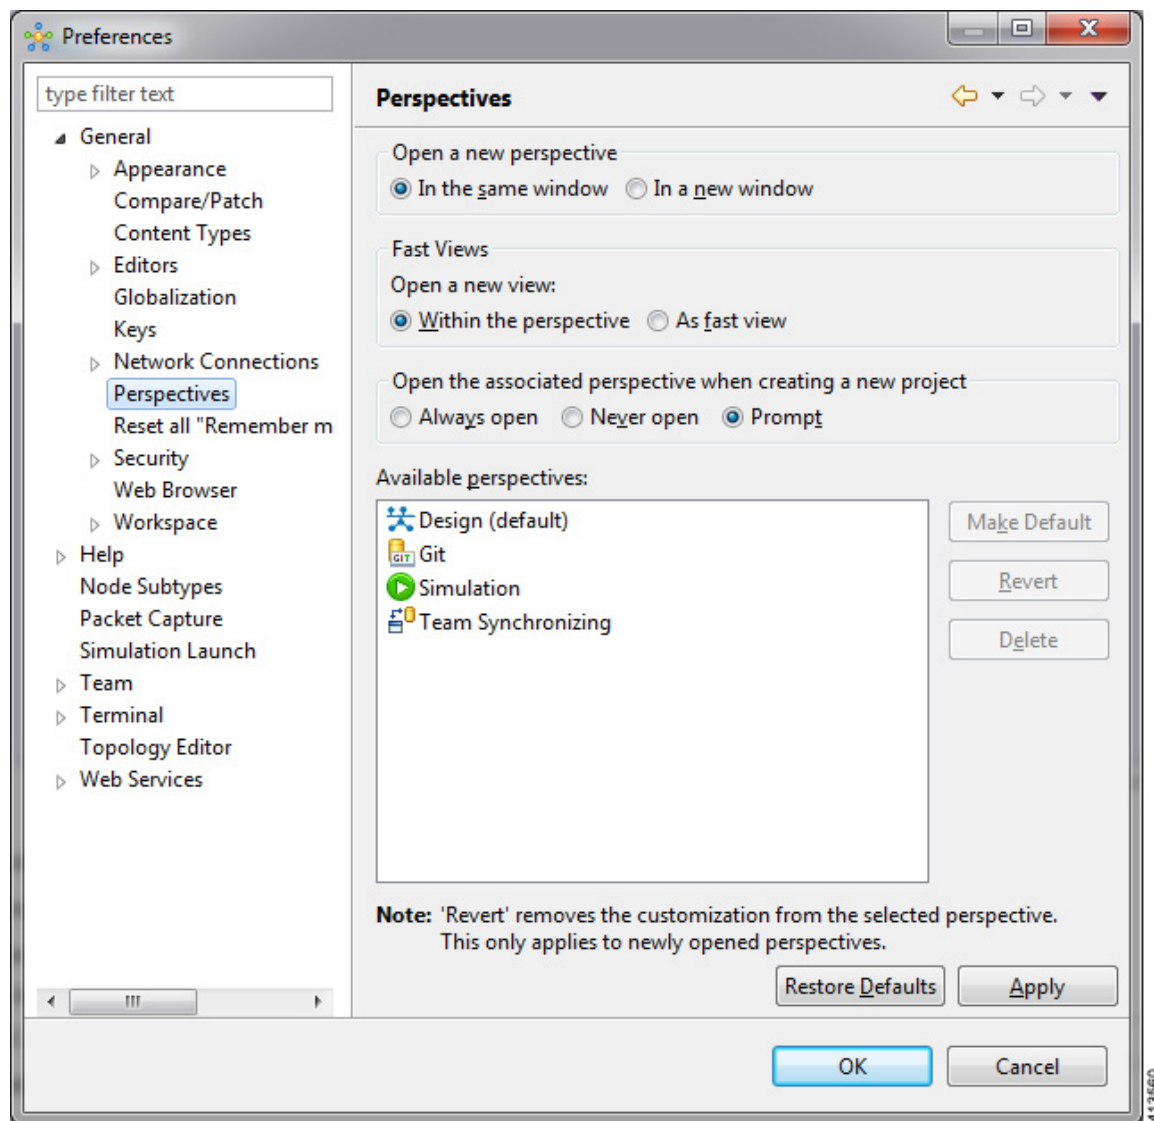 Preferences
type filter text
General
Appearance
Compare/Patch
Content Types
Editors
Globalization
Keys
Network Connections
Perspectives
Reset all "Remember m
Security
Web Browser
Workspace
Help
Node Subtypes
Packet Capture
Simulation Launch
Team
Terminal
Topology Editor
Web Services
Perspectives
Open a new perspective
In the same window In a new window
Fast Views
Open a new view:
Within the perspective As fast view
Open the associated perspective when creating a new project
Always open Never open Prompt
Available perspectives:
Design (default)
GIT Git
Simulation
Team Synchronizing
Make Default
Revert
Delete
Note: 'Revert' removes the customization from the selected perspective.
This only applies to newly opened perspectives.
Restore Defaults Apply
OK Cancel
413560